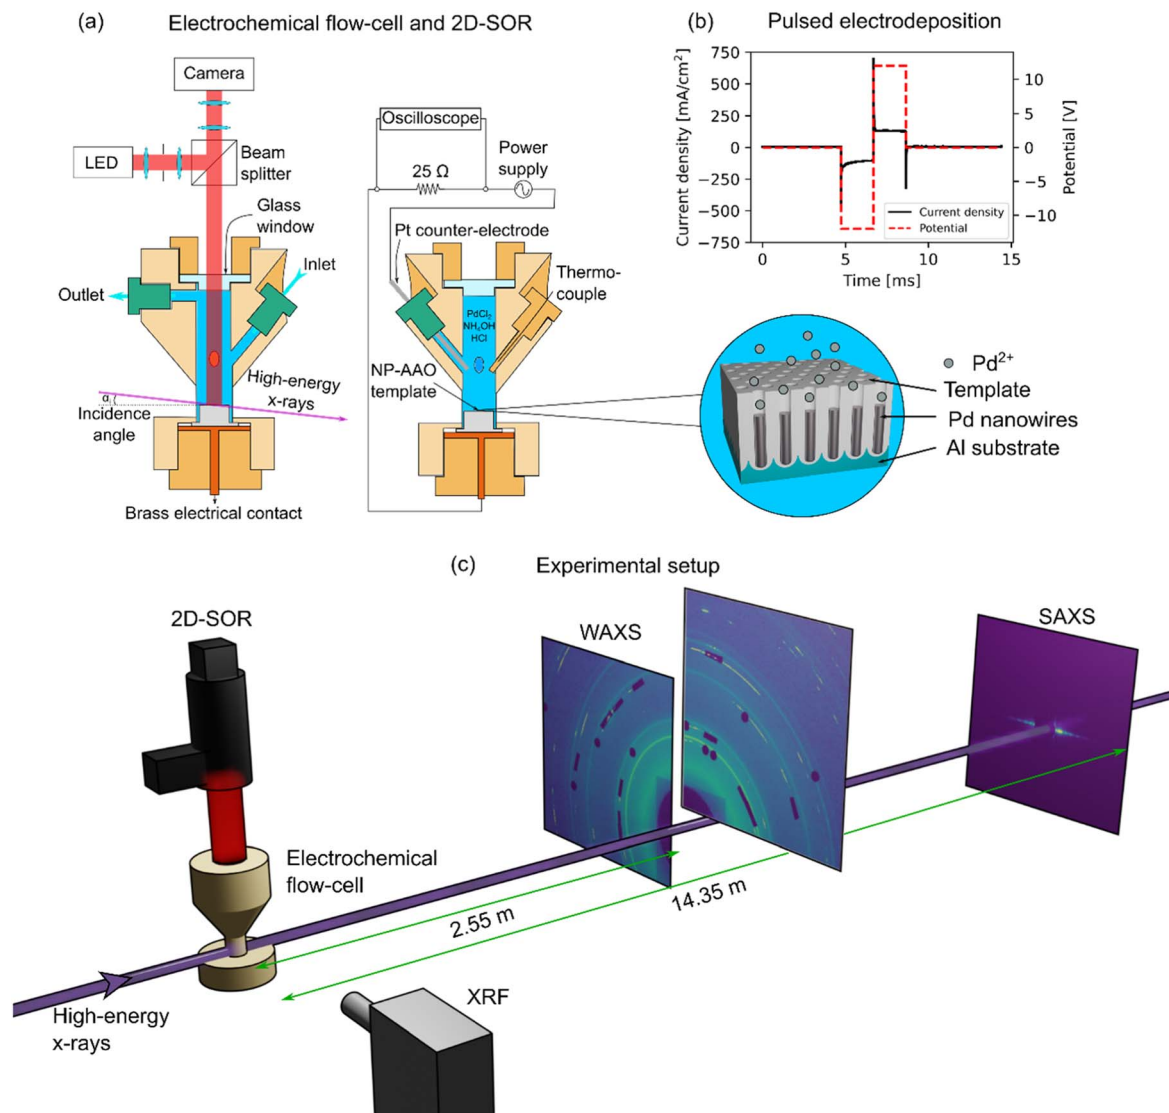 (a) Electrochemical flow-cell and 2D-SOR
Camera
LED
Beam
splitter
Glass
window
Inlet
Outlet
High-energy
x-rays
α
Incidence
angle
Brass electrical contact
Oscilloscope
25 Ω
Power
supply
Pt counter-electrode
Thermo-
couple
PdCl2
NH4OH
HCl
NP-AAO
template
(b) Pulsed electrodeposition
Current density [mA/cm²]
750
500
250
0
−250
−500
−750
10
5
0
−5
−10
Potential [V]
Current density
Potential
0 5 10 15
Time [ms]
Pd²⁺
Template
Pd nanowires
Al substrate
(c) Experimental setup
2D-SOR
WAXS
SAXS
Electrochemical
flow-cell
2.55 m
14.35 m
XRF
High-energy
x-rays